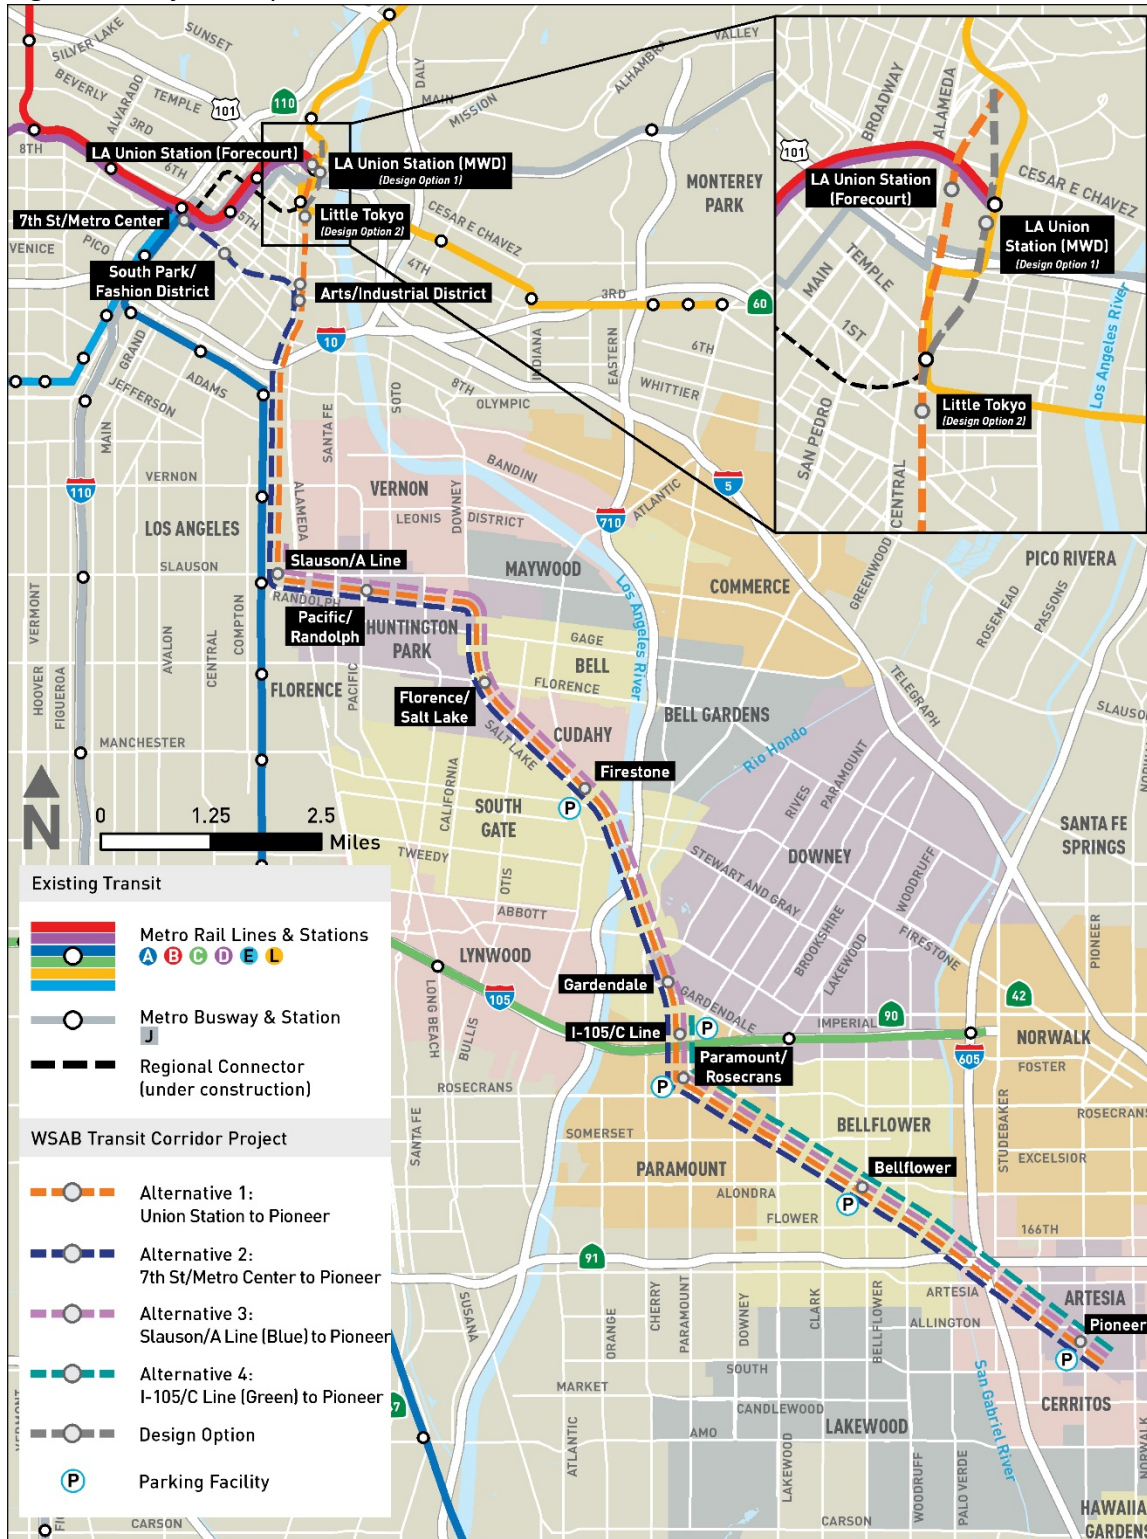 SILVER LAKE
SUNSET
BEVERLY
TEMPLE
ALVARADO
3RD
8TH
6TH
5TH
101
110
DALY
MAIN
MISSION
ALHAMBRA
VALLEY
LA Union Station (Forecourt)
LA Union Station (MWD)
(Design Option 1)
7th St/Metro Center
Little Tokyo
(Design Option 2)
VENICE
PICO
South Park/
Fashion District
Arts/Industrial District
CESAR E CHAVEZ
4TH
3RD
60
MONTEREY
PARK
GRAND
JEFFERSON
ADAMS
MAIN
10
SANTA FE
SOTO
8TH
OLYMPIC
INDIANA
EASTERN
6TH
WHITTIER
101
BROADWAY
ALAMEDA
CESAR E CHAVEZ
LA Union Station
(Forecourt)
LA Union
Station (MWD)
(Design Option 1)
MAIN
TEMPLE
1ST
SAN PEDRO
CENTRAL
Little Tokyo
(Design Option 2)
Los Angeles River
110
VERNON
LOS ANGELES
SLAUSON
ALAMEDA
VERNON
LEONIS
DISTRICT
DOWNEY
BANDINI
ATLANTIC
710
5
Slauson/A Line
RANDOLPH
Pacific/
Randolph
HUNTINGTON
PARK
MAYWOOD
COMMERCE
GREENWOOD
PICO RIVERA
ROSEMEAD
PASSONS
Los Angeles River
HOOVER
VERMONT
FIGUEROA
AVALON
CENTRAL
COMPTON
FLORENCE
PACIFIC
GAGE
BELL
FLORENCE
Florence/
Salt Lake
SALT LAKE
CUDAHY
BELL GARDENS
Rio Hondo
TELEGRAPH
SLAUSON
MANCHESTER
Firestone
P
CALIFORNIA
SOUTH
GATE
RIVES
PARAMOUNT
DOWNEY
SANTA FE
SPRINGS
N
0
1.25
2.5
Miles
TWEEDY
OTIS
ABBOTT
STEWART AND GRAY
BROOKSHIRE
LAKEWOOD
WOODRUFF
FIRESTONE
PIONEER
LYNWOOD
LONG BEACH
BULLIS
105
Gardendale
GARDENDALE
I-105/C Line
P
IMPERIAL
90
42
605
NORWALK
FOSTER
Paramount/
Rosecrans
P
ROSECRANS
ROSECRANS
SANTA FE
SOMERSET
PARAMOUNT
BELLFLOWER
Bellflower
P
STUDEBAKER
EXCELSIOR
ALONDRA
FLOWER
166TH
91
SUSANA
ORANGE
CHERRY
PARAMOUNT
DOWNEY
CLARK
BELLFLOWER
ARTESIA
ALLINGTON
ARTESIA
Pioneer
P
SOUTH
MARKET
CANDLEWOOD
AMO
LAKEWOOD
San Gabriel River
CERRITOS
ATLANTIC
LAKEWOOD
WOODRUFF
PALO VERDE
NORWALK
CARSON
CARSON
HAWAIIAN
GARDENS
47
VERMONT
Existing Transit
Metro Rail Lines & Stations
A B C D E L
Metro Busway & Station
J
Regional Connector
(under construction)
WSAB Transit Corridor Project
Alternative 1:
Union Station to Pioneer
Alternative 2:
7th St/Metro Center to Pioneer
Alternative 3:
Slauson/A Line (Blue) to Pioneer
Alternative 4:
I-105/C Line (Green) to Pioneer
Design Option
P Parking Facility